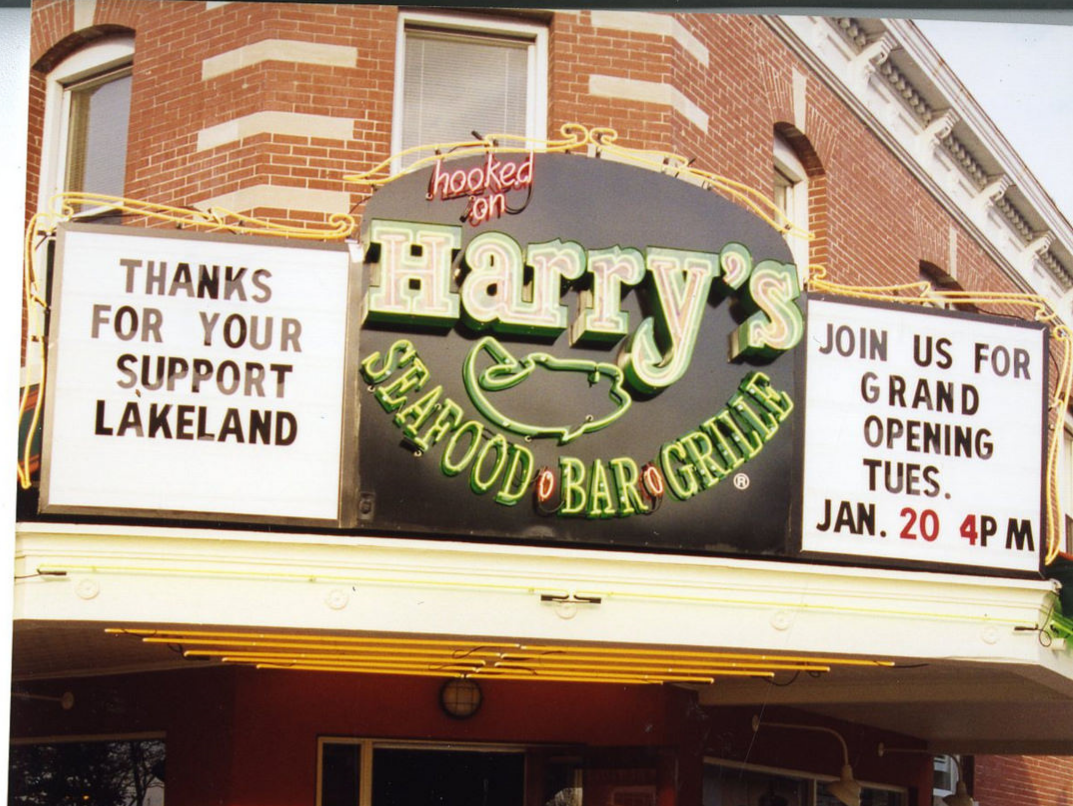 THANKS
FOR YOUR
SUPPORT
LAKELAND
hooked
on
Harry's
SEAFOOD BAR GRILLE ®
JOIN US FOR
GRAND
OPENING
TUES.
JAN. 20 4PM